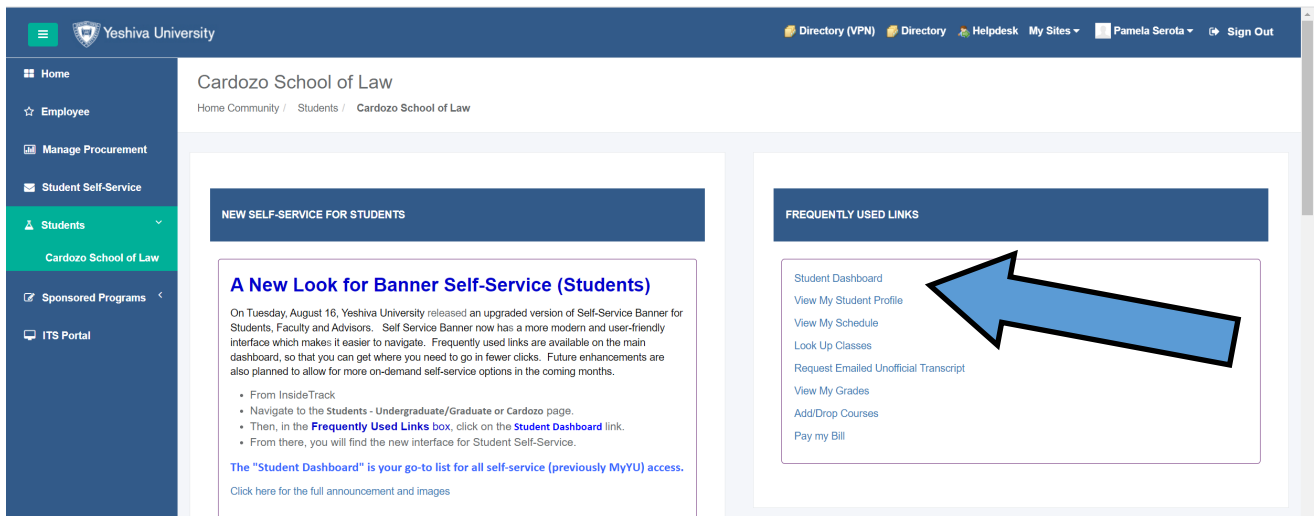 Yeshiva University
Directory (VPN) Directory Helpdesk My Sites Pamela Serota Sign Out
Home
Employee
Manage Procurement
Student Self-Service
Students
Cardozo School of Law
Sponsored Programs
ITS Portal
Cardozo School of Law
Home Community / Students / Cardozo School of Law
NEW SELF-SERVICE FOR STUDENTS
A New Look for Banner Self-Service (Students)
On Tuesday, August 16, Yeshiva University released an upgraded version of Self-Service Banner for
Students, Faculty and Advisors. Self Service Banner now has a more modern and user-friendly
interface which makes it easier to navigate. Frequently used links are available on the main
dashboard, so that you can get where you need to go in fewer clicks. Future enhancements are
also planned to allow for more on-demand self-service options in the coming months.
• From InsideTrack
• Navigate to the Students - Undergraduate/Graduate or Cardozo page.
• Then, in the Frequently Used Links box, click on the Student Dashboard link.
• From there, you will find the new interface for Student Self-Service.
The "Student Dashboard" is your go-to list for all self-service (previously MyYU) access.
Click here for the full announcement and images
FREQUENTLY USED LINKS
Student Dashboard
View My Student Profile
View My Schedule
Look Up Classes
Request Emailed Unofficial Transcript
View My Grades
Add/Drop Courses
Pay my Bill